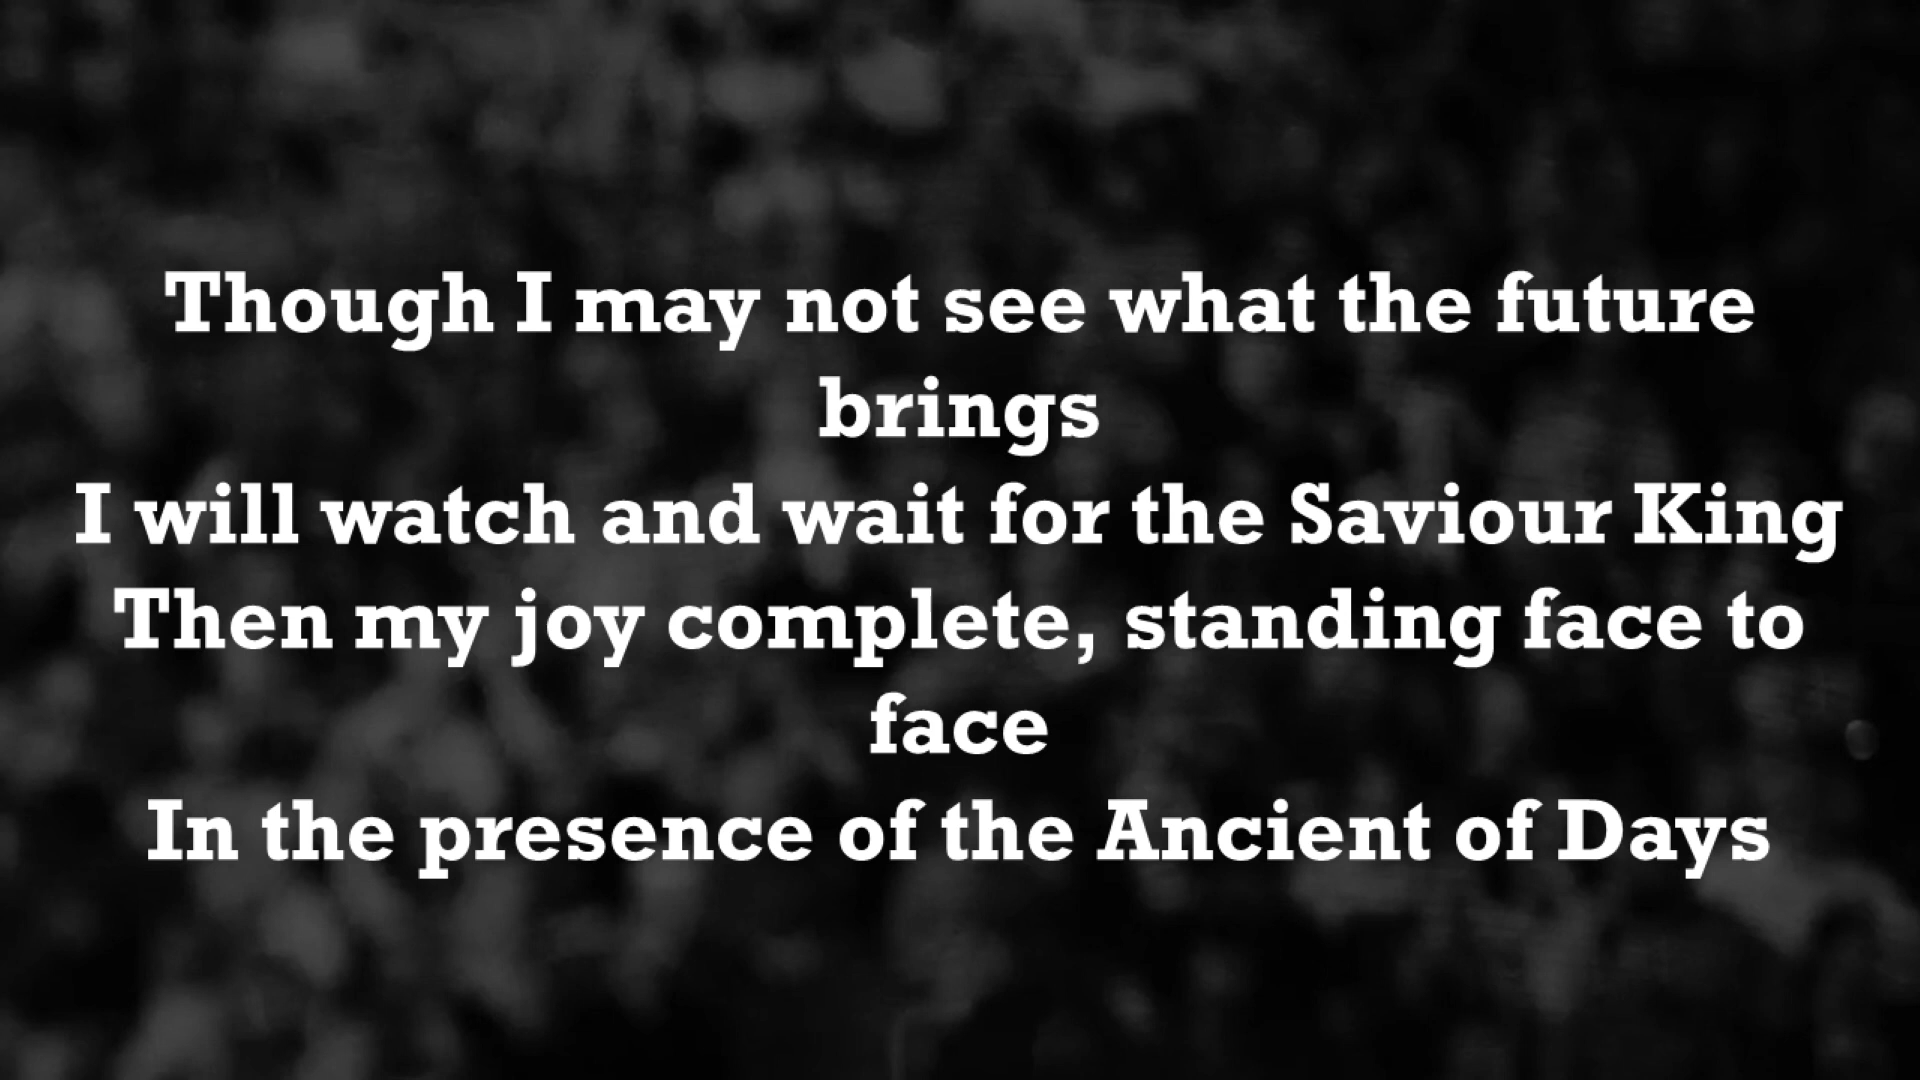 Though I may not see what the future
brings
I will watch and wait for the Saviour King
Then my joy complete, standing face to
face
In the presence of the Ancient of Days